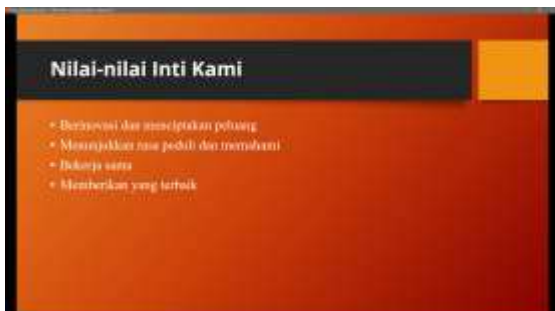 Nilai-nilai Inti Kami
• Berinovasi dan menciptakan peluang
• Menunjukkan rasa peduli dan memahami
• Bekerja sama
• Memberikan yang terbaik